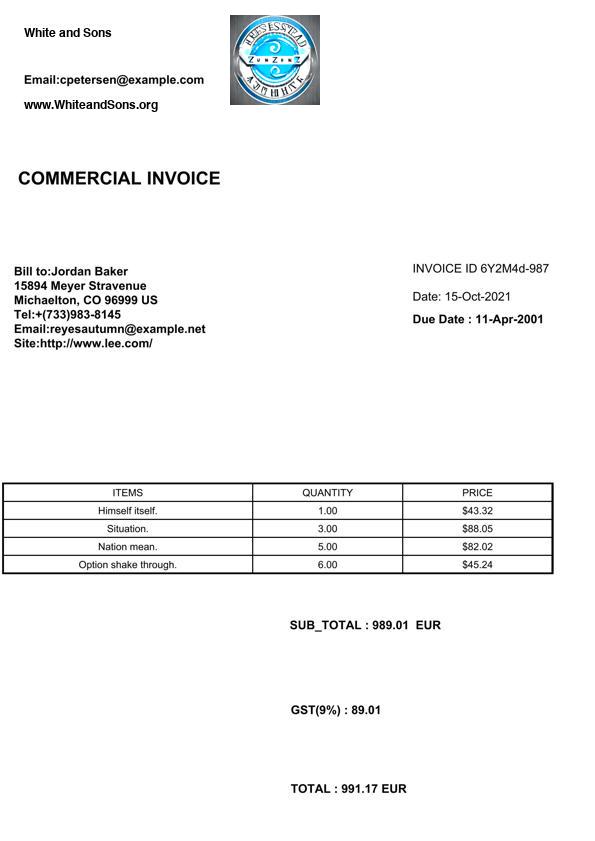 White and Sons
Email:cpetersen@example.com
www.WhiteandSons.org
COMMERCIAL INVOICE
Bill to:Jordan Baker
15894 Meyer Stravenue
Michaelton, CO 96999 US
Tel:+(733)983-8145
Email:reyesautumn@example.net
Site:http://www.lee.com/
INVOICE ID 6Y2M4d-987
Date: 15-Oct-2021
Due Date : 11-Apr-2001
ITEMS QUANTITY PRICE
Himself itself. 1.00 $43.32
Situation. 3.00 $88.05
Nation mean. 5.00 $82.02
Option shake through. 6.00 $45.24
SUB_TOTAL : 989.01 EUR
GST(9%) : 89.01
TOTAL : 991.17 EUR